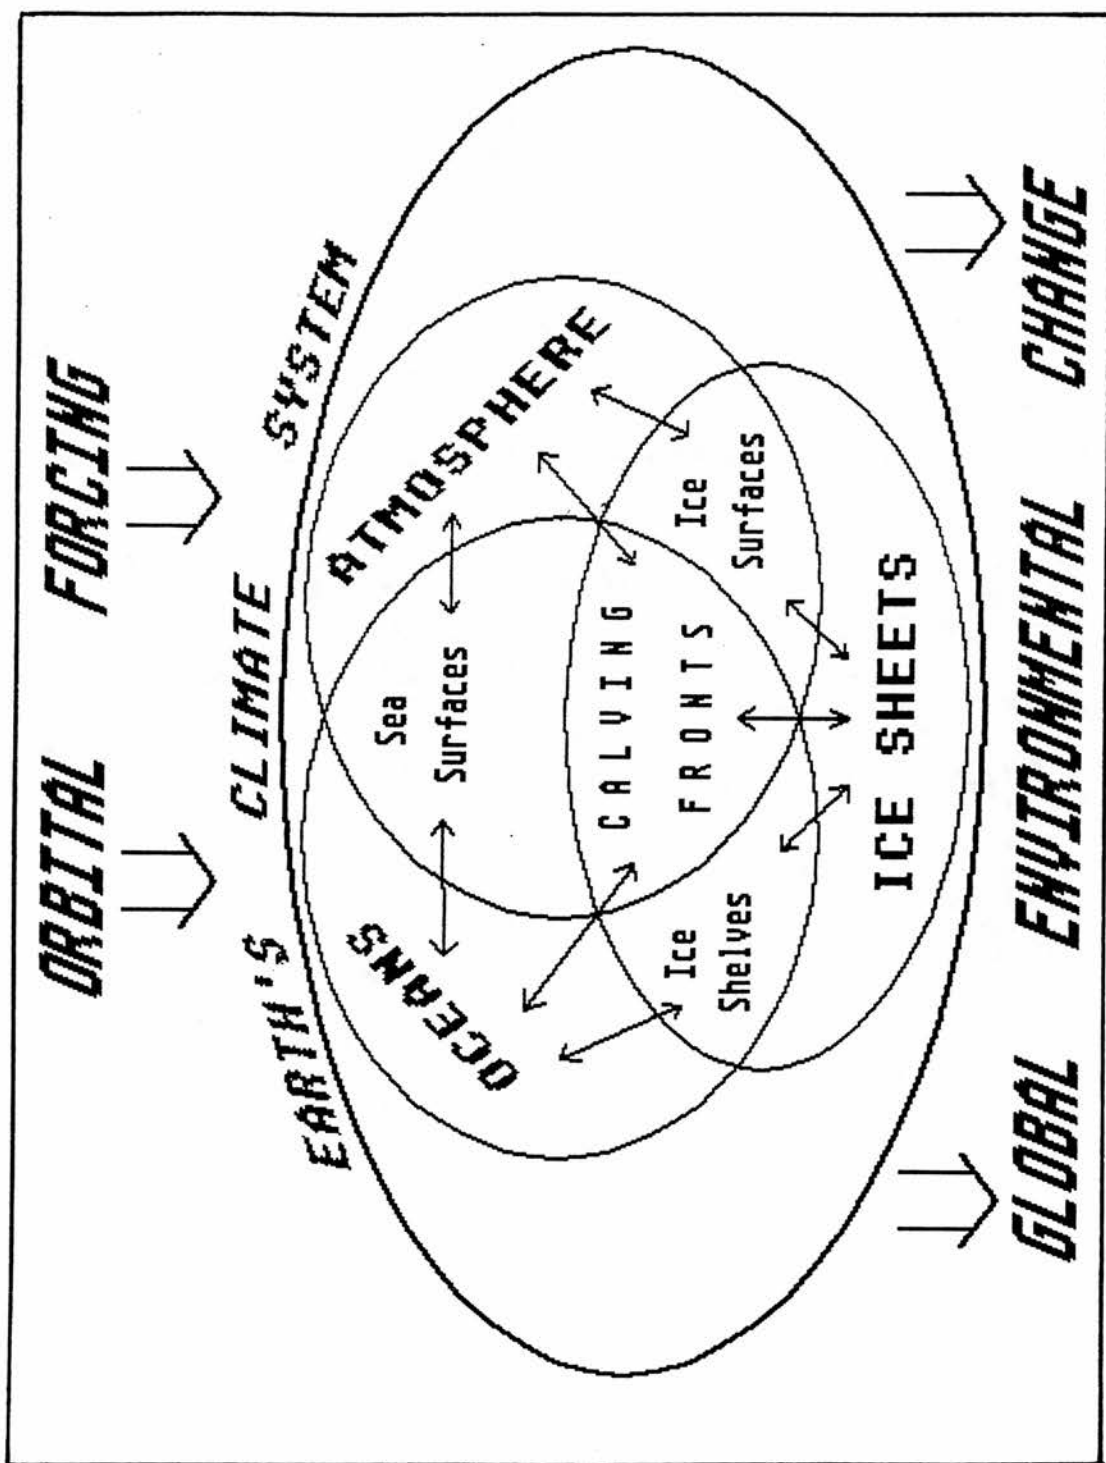 ORBITAL FORCING
EARTH'S CLIMATE SYSTEM
OCEANS
ATMOSPHERE
Sea
Surfaces
CALVING
FRONTS
Ice
Shelves
Ice
Surfaces
ICE SHEETS
GLOBAL ENVIRONMENTAL CHANGE